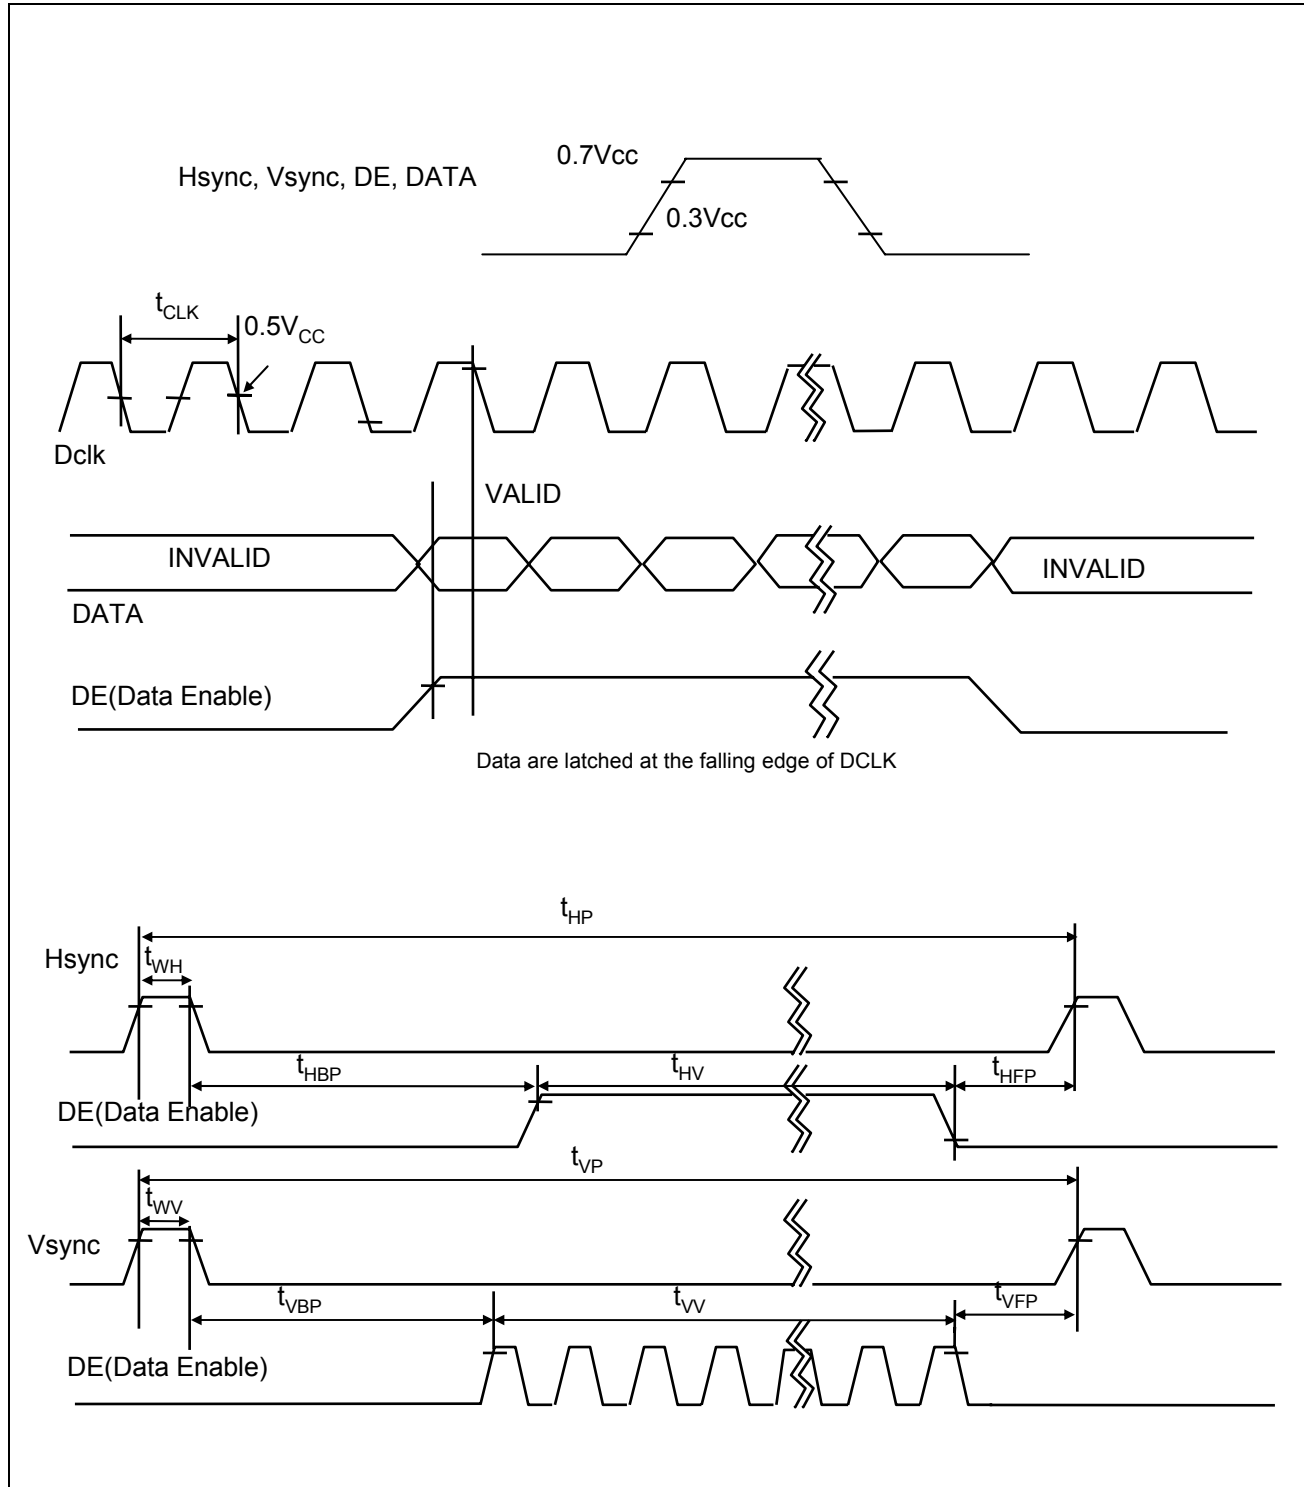 0.7Vcc
Hsync, Vsync, DE, DATA
0.3Vcc
tCLK
0.5VCC
Dclk
VALID
INVALID
INVALID
DATA
DE(Data Enable)
Data are latched at the falling edge of DCLK
tHP
Hsync
tWH
tHBP
tHV
tHFP
DE(Data Enable)
tVP
tWV
Vsync
tVBP
tVV
tVFP
DE(Data Enable)